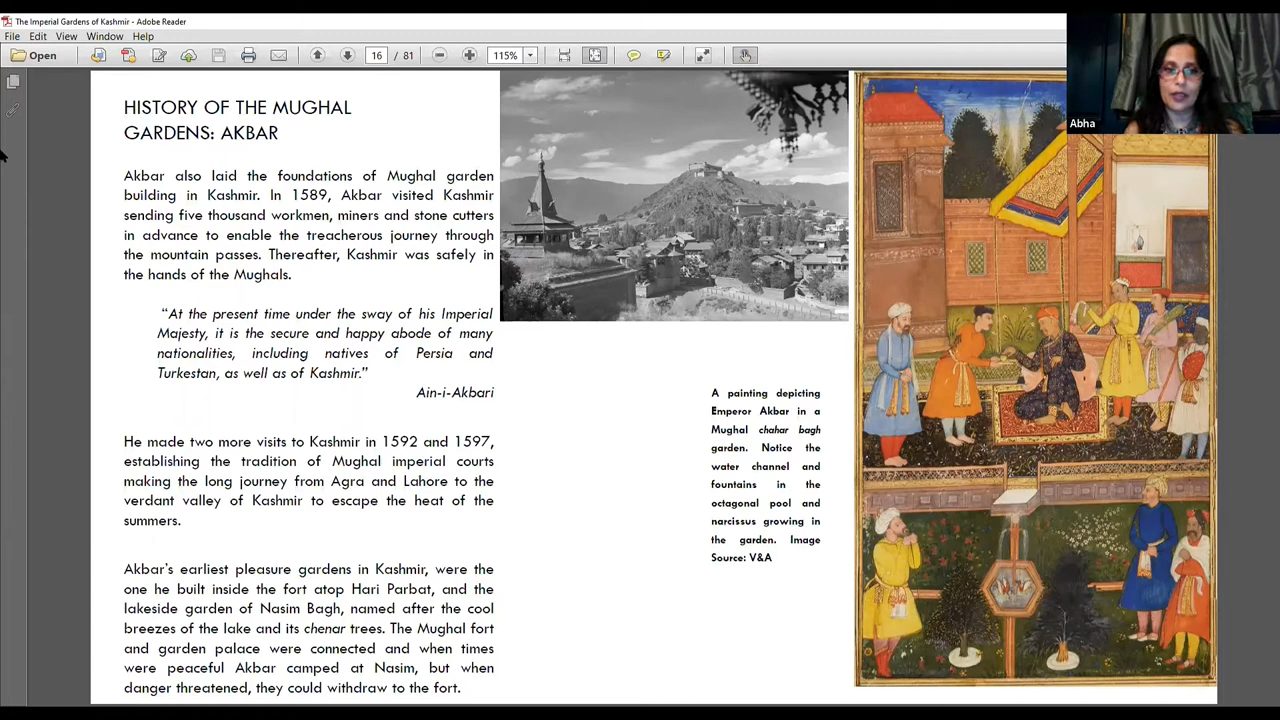 The Imperial Gardens of Kashmir - Adobe Reader
File Edit View Window Help
Open 16 / 81 115%
Abha
HISTORY OF THE MUGHAL
GARDENS: AKBAR
Akbar also laid the foundations of Mughal garden
building in Kashmir. In 1589, Akbar visited Kashmir
sending five thousand workmen, miners and stone cutters
in advance to enable the treacherous journey through
the mountain passes. Thereafter, Kashmir was safely in
the hands of the Mughals.
“At the present time under the sway of his Imperial
Majesty, it is the secure and happy abode of many
nationalities, including natives of Persia and
Turkestan, as well as of Kashmir.”
Ain-i-Akbari
He made two more visits to Kashmir in 1592 and 1597,
establishing the tradition of Mughal imperial courts
making the long journey from Agra and Lahore to the
verdant valley of Kashmir to escape the heat of the
summers.
Akbar’s earliest pleasure gardens in Kashmir, were the
one he built inside the fort atop Hari Parbat, and the
lakeside garden of Nasim Bagh, named after the cool
breezes of the lake and its chenar trees. The Mughal fort
and garden palace were connected and when times
were peaceful Akbar camped at Nasim, but when
danger threatened, they could withdraw to the fort.
A painting depicting
Emperor Akbar in a
Mughal chahar bagh
garden. Notice the
water channel and
fountains in the
octagonal pool and
narcissus growing in
the garden. Image
Source: V&A